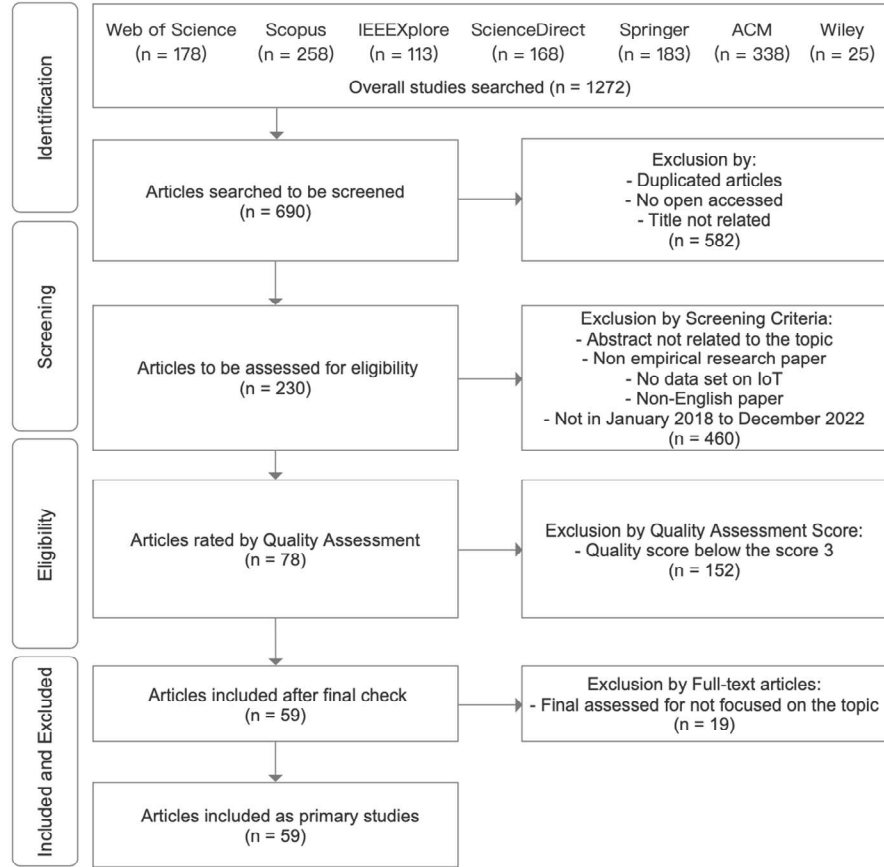 Identification
Web of Science Scopus IEEEXplore ScienceDirect Springer ACM Wiley
(n = 178) (n = 258) (n = 113) (n = 168) (n = 183) (n = 338) (n = 25)
Overall studies searched (n = 1272)
Articles searched to be screened
(n = 690)
Exclusion by:
- Duplicated articles
- No open accessed
- Title not related
(n = 582)
Screening
Articles to be assessed for eligibility
(n = 230)
Exclusion by Screening Criteria:
- Abstract not related to the topic
- Non empirical research paper
- No data set on IoT
- Non-English paper
- Not in January 2018 to December 2022
(n = 460)
Eligibility
Articles rated by Quality Assessment
(n = 78)
Exclusion by Quality Assessment Score:
- Quality score below the score 3
(n = 152)
Included and Excluded
Articles included after final check
(n = 59)
Exclusion by Full-text articles:
- Final assessed for not focused on the topic
(n = 19)
Articles included as primary studies
(n = 59)